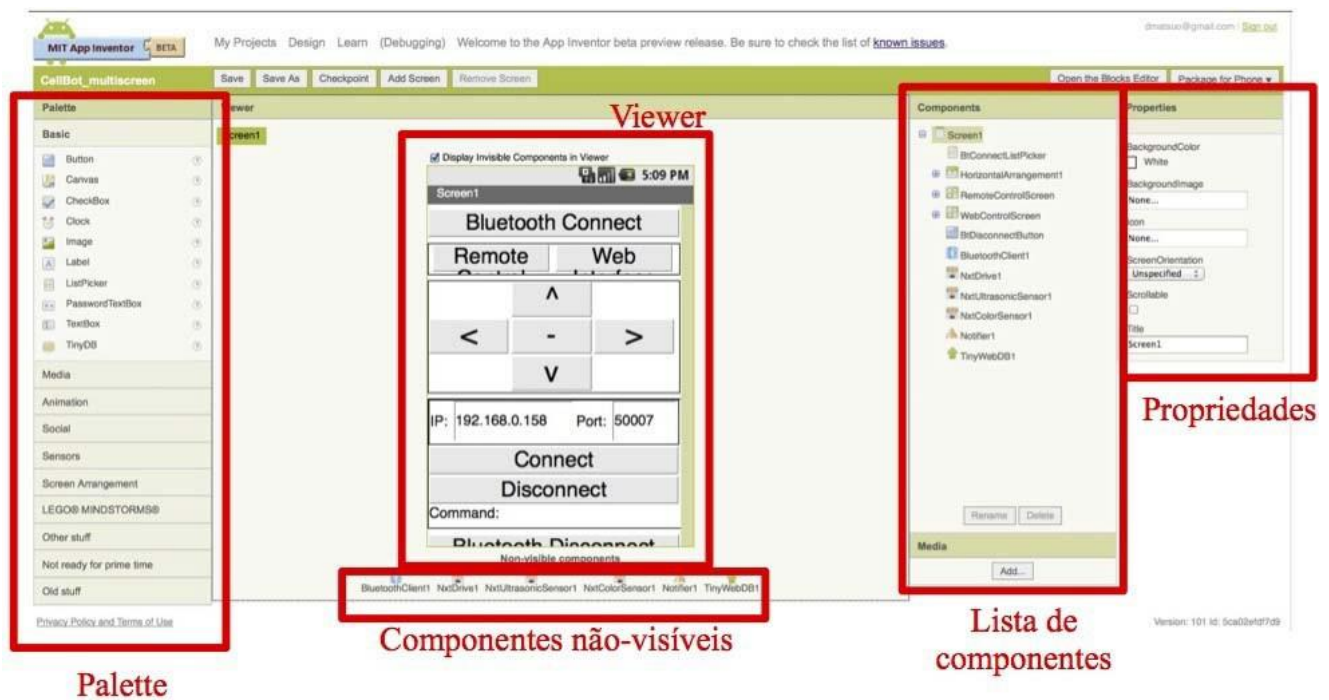 dmatsuo@gmail.com | Sign out
MIT App Inventor BETA
My Projects Design Learn (Debugging) Welcome to the App Inventor beta preview release. Be sure to check the list of known issues.
CellBot_multiscreen
Save Save As Checkpoint Add Screen Remove Screen
Open the Blocks Editor Package for Phone
Palette
Basic
Button
Canvas
CheckBox
Clock
Image
Label
ListPicker
PasswordTextBox
TextBox
TinyDB
Media
Animation
Social
Sensors
Screen Arrangement
LEGO® MINDSTORMS®
Other stuff
Not ready for prime time
Old stuff
Privacy Policy and Terms of Use
Palette
Viewer
Viewer
Screen1
Display Invisible Components in Viewer
5:09 PM
Screen1
Bluetooth Connect
Remote Control
Web Interface
^
< - >
V
IP: 192.168.0.158 Port: 50007
Connect
Disconnect
Command:
Bluetooth Disconnect
Non-visible components
BluetoothClient1 NxtDrive1 NxtUltrasonicSensor1 NxtColorSensor1 Notifier1 TinyWebDB1
Componentes não-visíveis
Components
Screen1
BtConnectListPicker
HorizontalArrangement1
RemoteControlScreen
WebControlScreen
BtDisconnectButton
BluetoothClient1
NxtDrive1
NxtUltrasonicSensor1
NxtColorSensor1
Notifier1
TinyWebDB1
Rename Delete
Media
Add...
Lista de
componentes
Properties
BackgroundColor
White
BackgroundImage
None...
Icon
None...
ScreenOrientation
Unspecified
Scrollable
Title
Screen1
Propriedades
Version: 101 Id: 5ca02efdf7d9